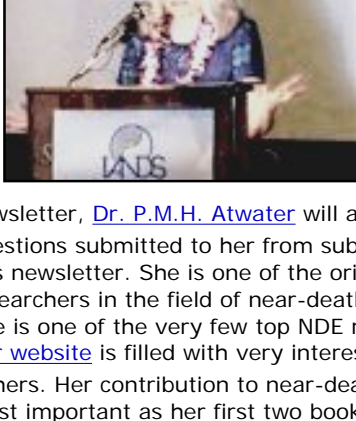 IANDS
wsletter, Dr. P.M.H. Atwater will a
estions submitted to her from sub
s newsletter. She is one of the ori
searchers in the field of near-death
e is one of the very few top NDE r
r website is filled with very interes
hers. Her contribution to near-dea
st important as her first two book